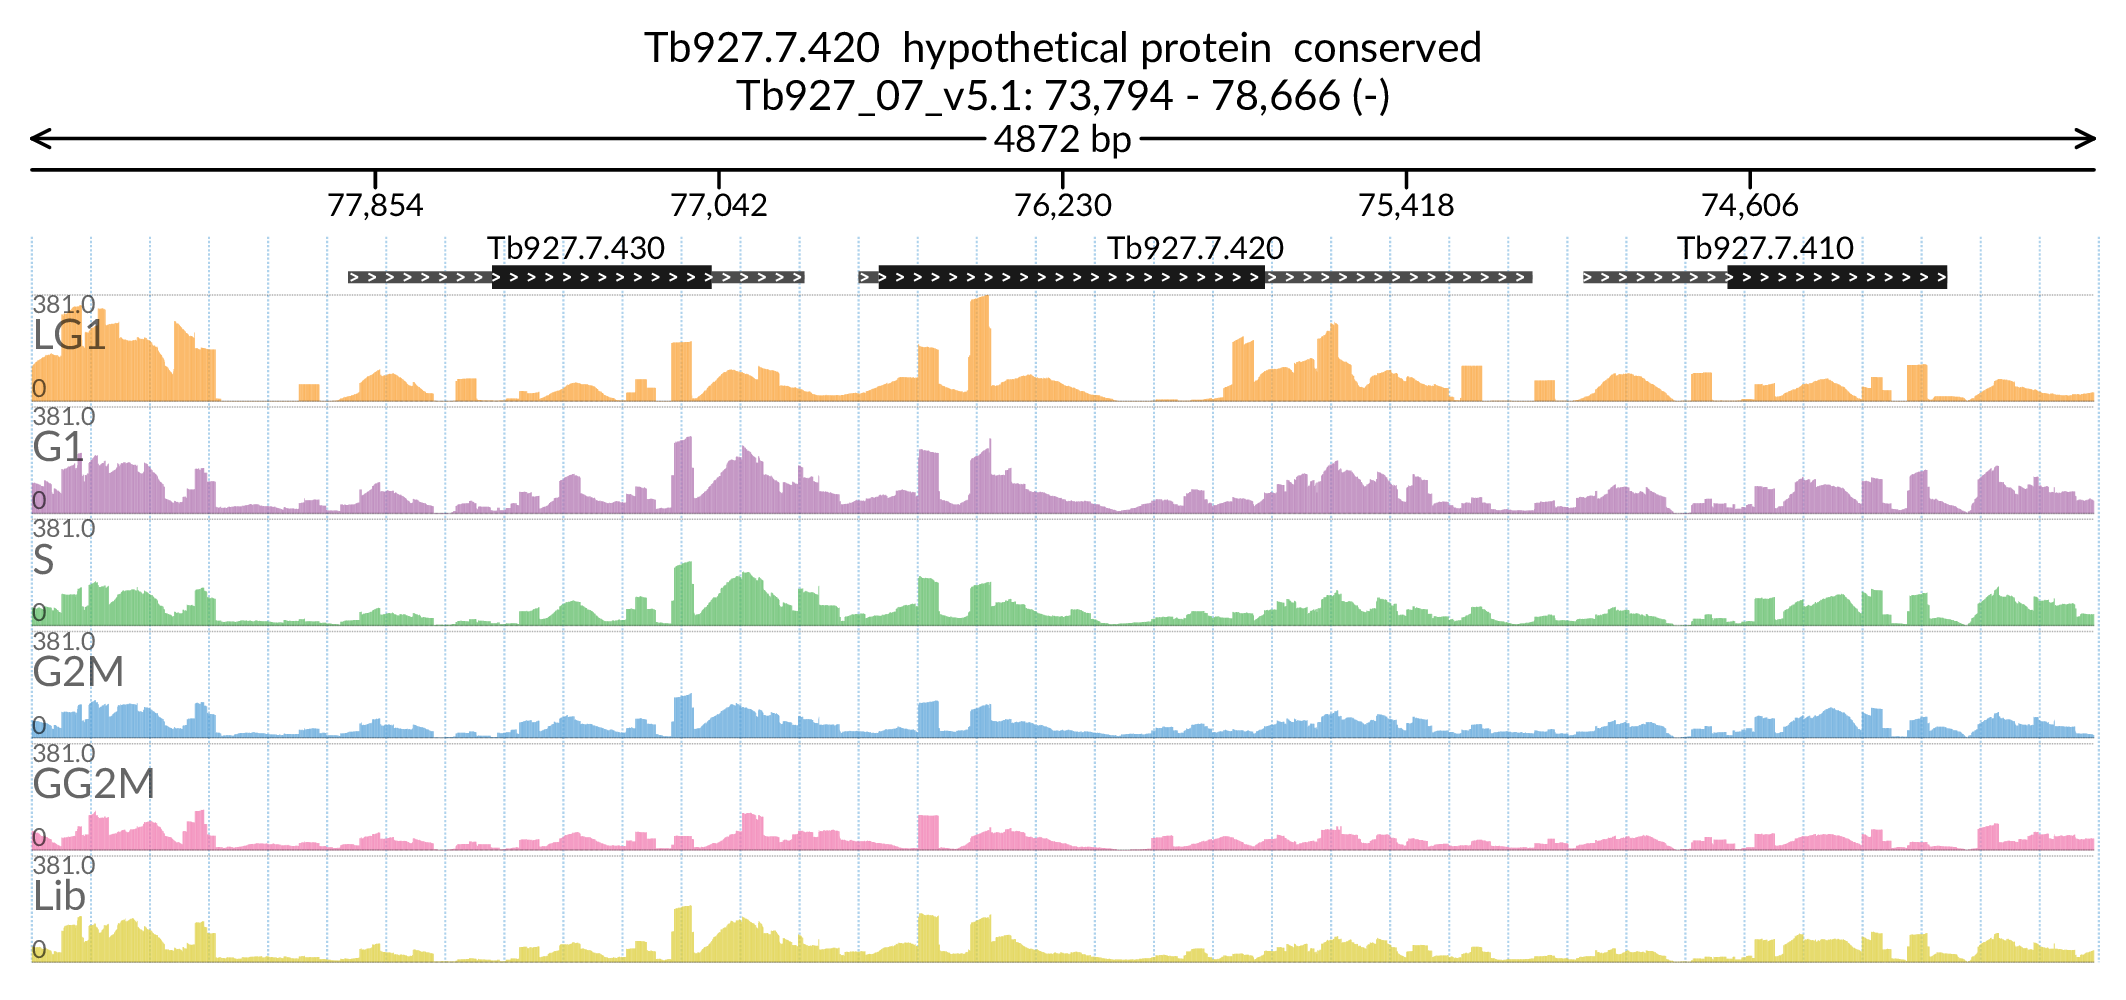 Tb927.7.420  hypothetical protein  conserved
Tb927_07_v5.1: 73,794 - 78,666 (-)
4872 bp
77,854 77,042 76,230 75,418 74,606
Tb927.7.430 Tb927.7.420 Tb927.7.410
381.0
LG1
0
381.0
G1
0
381.0
S
0
381.0
G2M
0
381.0
GG2M
0
381.0
Lib
0